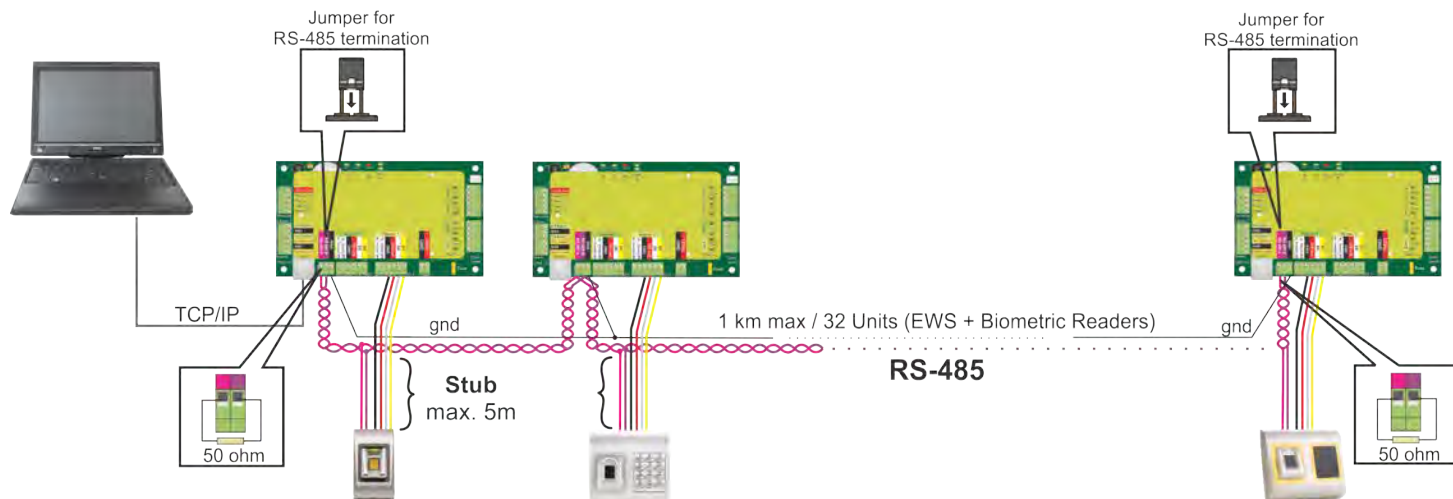 Jumper for
RS-485 termination
Jumper for
RS-485 termination
TCP/IP
gnd
1 km max / 32 Units (EWS + Biometric Readers)
gnd
RS-485
Stub
max. 5m
50 ohm
50 ohm